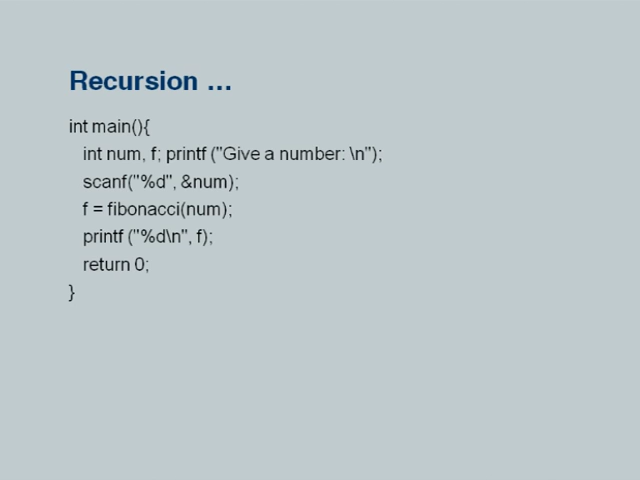 Recursion …
int main(){
int num, f; printf ("Give a number: \n");
scanf("%d", &num);
f = fibonacci(num);
printf ("%d\n", f);
return 0;
}